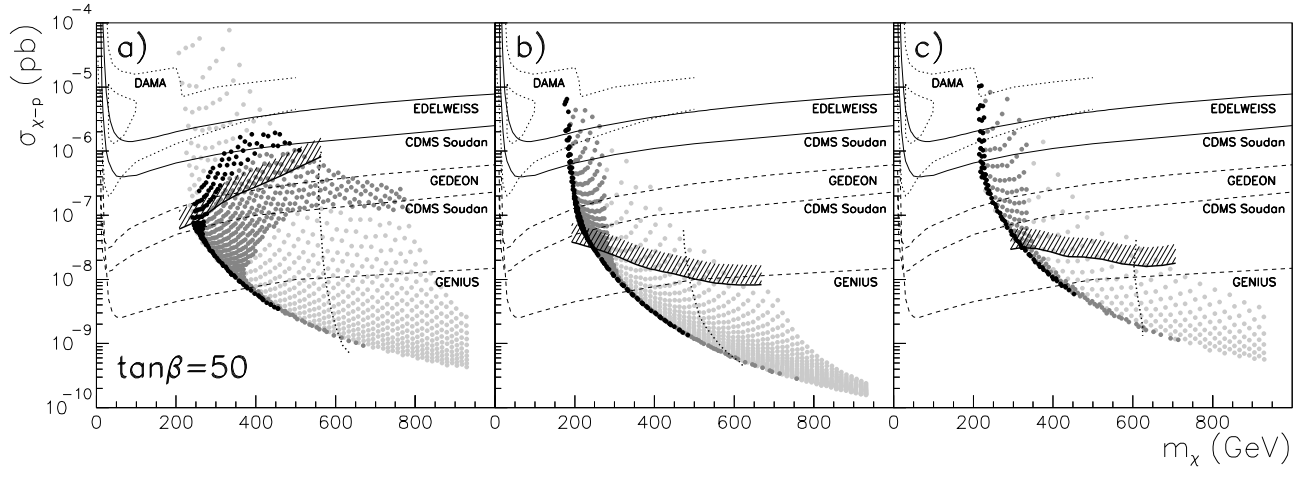 a) b) c)
10⁻⁴
10⁻⁵
10⁻⁶
10⁻⁷
10⁻⁸
10⁻⁹
10⁻¹⁰
σχ-p (pb)
DAMA
EDELWEISS
CDMS Soudan
GEDEON
CDMS Soudan
GENIUS
tanβ=50
DAMA
EDELWEISS
CDMS Soudan
GEDEON
CDMS Soudan
GENIUS
DAMA
EDELWEISS
CDMS Soudan
GEDEON
CDMS Soudan
GENIUS
0 200 400 600 800 0 200 400 600 800 0 200 400 600 800
mχ (GeV)